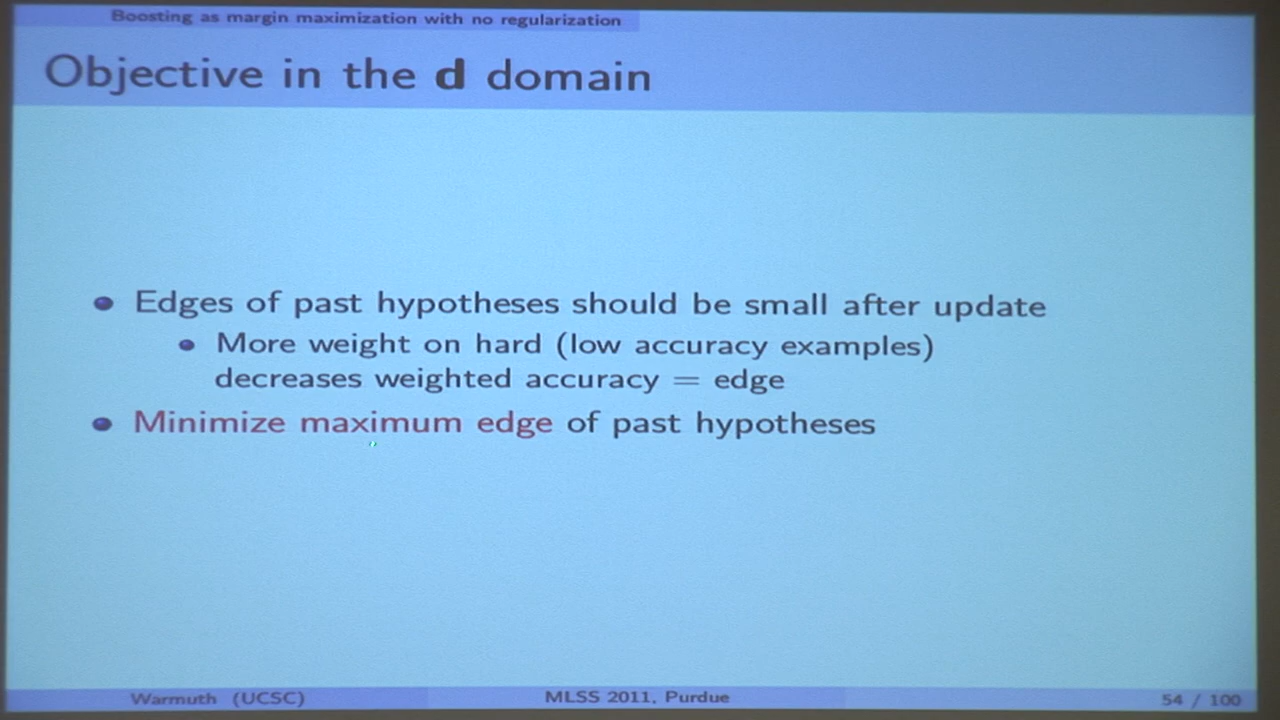 Boosting as margin maximization with no regularization
Objective in the d domain
Edges of past hypotheses should be small after update
More weight on hard (low accuracy examples)
decreases weighted accuracy = edge
Minimize maximum edge of past hypotheses
Warmuth (UCSC)
MLSS 2011, Purdue
54 / 100